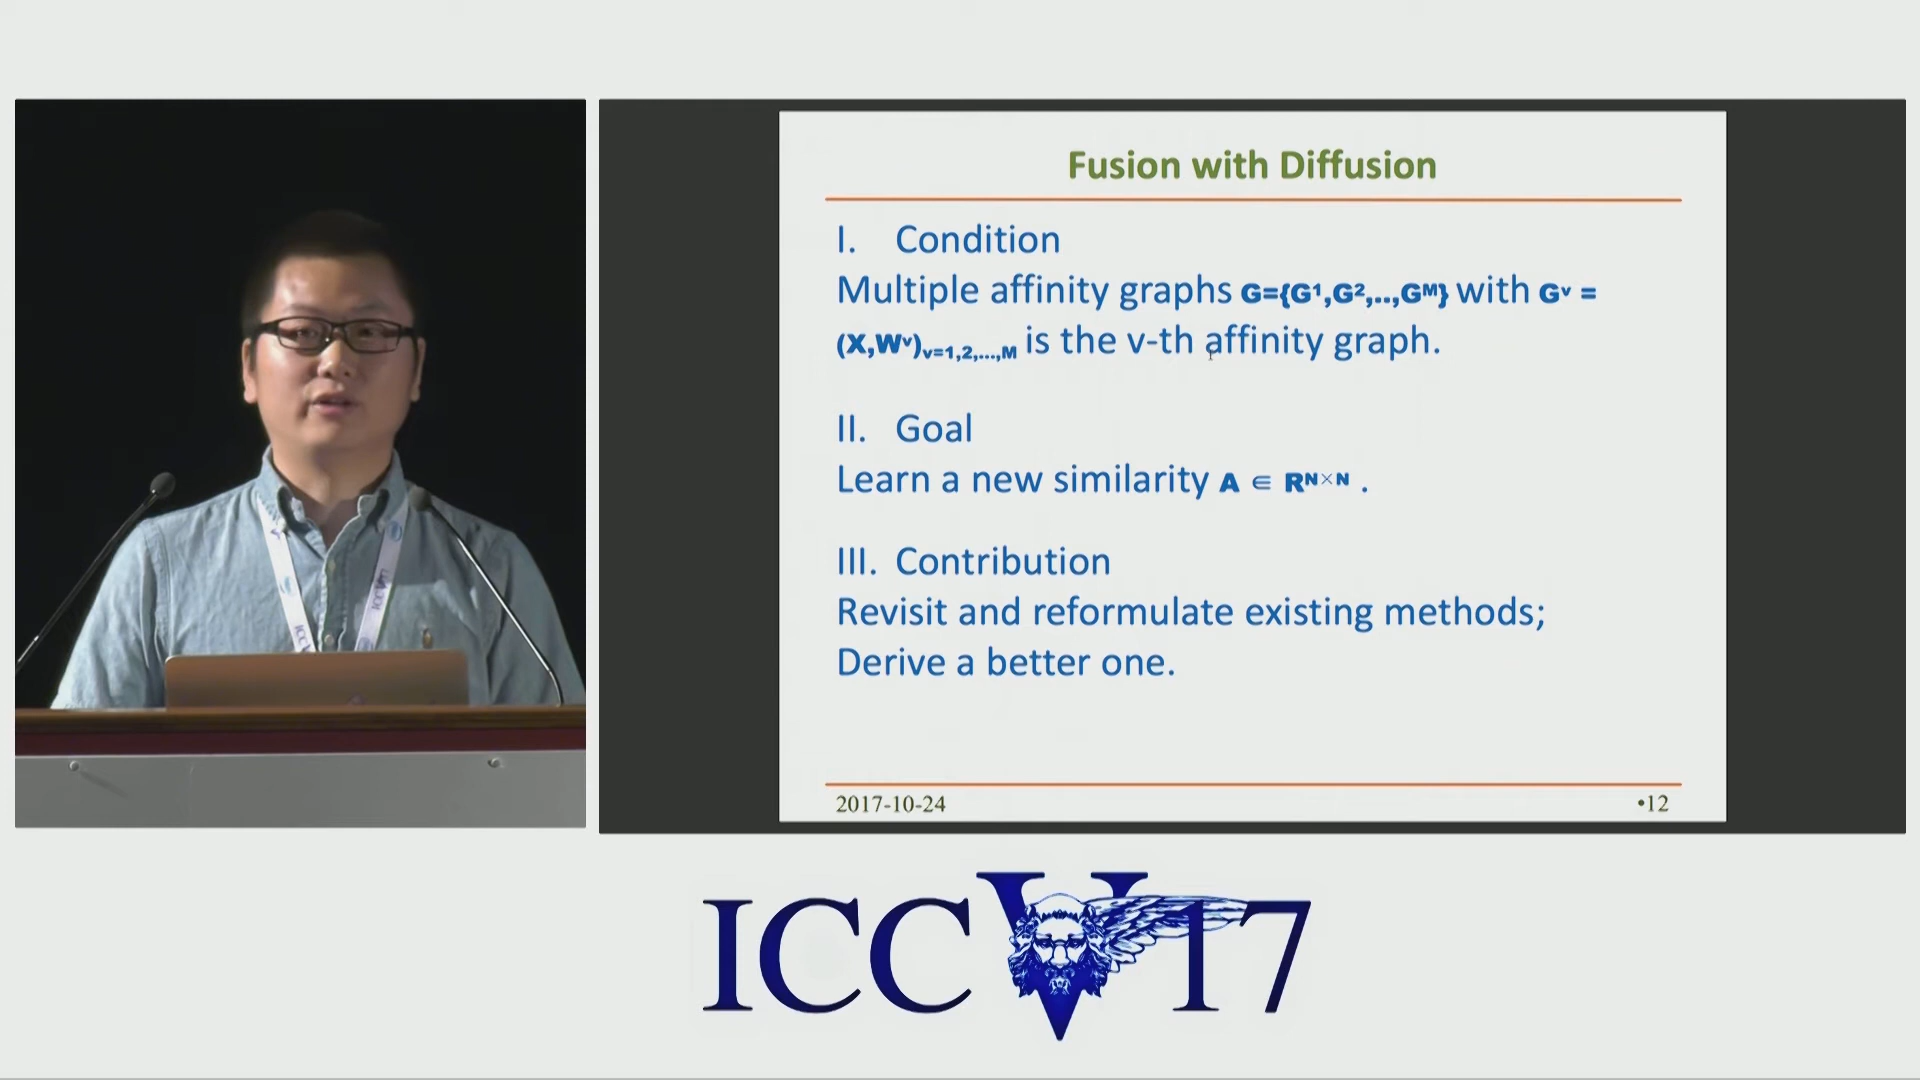 Fusion with Diffusion
I. Condition
Multiple affinity graphs G={G¹,G²,..,Gᴹ} with Gᵛ =
(X,Wᵛ)ᵥ₌₁,₂,...,M is the v-th affinity graph.
II. Goal
Learn a new similarity A ∈ Rᴺ×ᴺ .
III. Contribution
Revisit and reformulate existing methods;
Derive a better one.
2017-10-24
•12
ICCV17
ICCV17